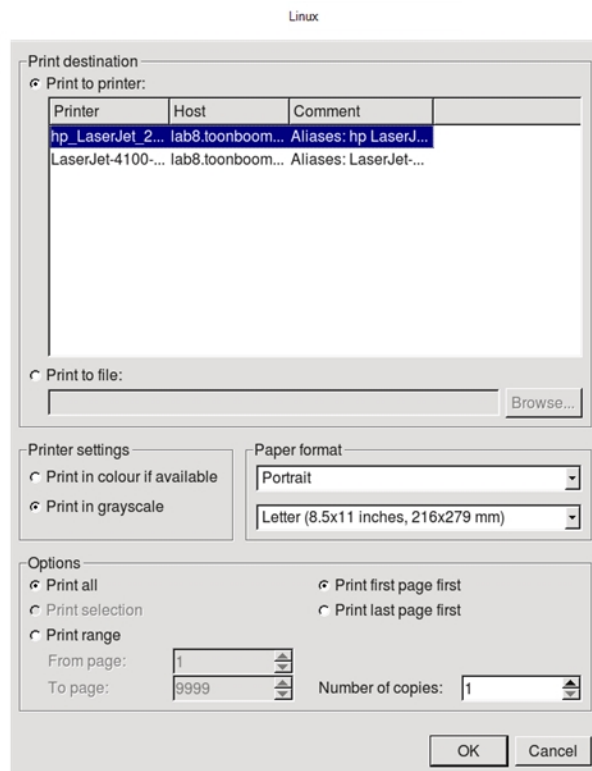 Linux
Print destination
Print to printer:
Printer Host Comment
hp_LaserJet_2... lab8.toonboom... Aliases: hp LaserJ...
LaserJet-4100-... lab8.toonboom... Aliases: LaserJet-...
Print to file:
Browse...
Printer settings
Print in colour if available
Print in grayscale
Paper format
Portrait
Letter (8.5x11 inches, 216x279 mm)
Options
Print all
Print selection
Print range
From page: 1
To page: 9999
Print first page first
Print last page first
Number of copies: 1
OK Cancel